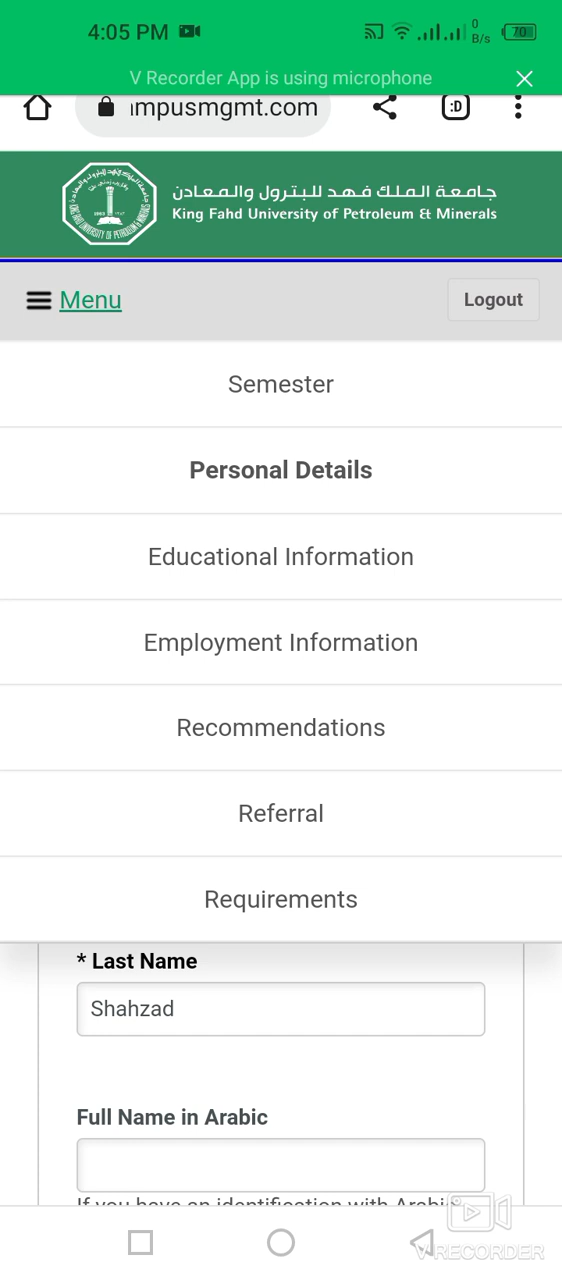 4:05 PM
0
B/s
70
V Recorder App is using microphone
mpusmgmt.com
:D
جامعة الملك فهد للبترول والمعادن
King Fahd University of Petroleum & Minerals
Menu
Logout
Semester
Personal Details
Educational Information
Employment Information
Recommendations
Referral
Requirements
* Last Name
Shahzad
Full Name in Arabic
If you have an identification with Arabic
V RECORDER